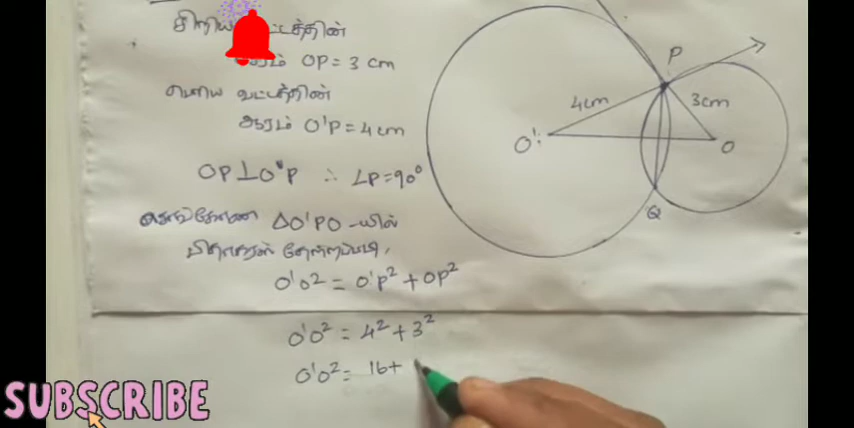 சிறிய வட்டத்தின்
ஆரம் OP = 3 cm
பெரிய வட்டத்தின்
ஆரம் O'P = 4 cm
OP ⊥ O'P ∴ ∠P = 90°
செங்கோண ΔO'PO -யில்
பிதாகரஸ் தேற்றப்படி,
O'O² = O'P² + OP²
O'O² = 4² + 3²
O'O² = 16 +
P
4cm
3cm
O'
O
Q
SUBSCRIBE